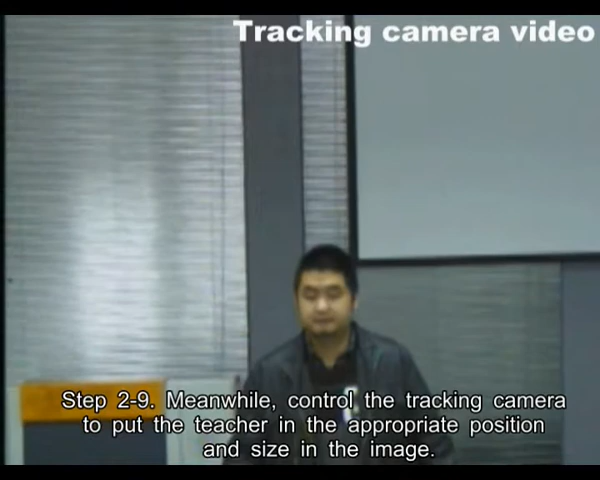 Tracking camera video
Step 2-9. Meanwhile, control the tracking camera
to put the teacher in the appropriate position
and size in the image.